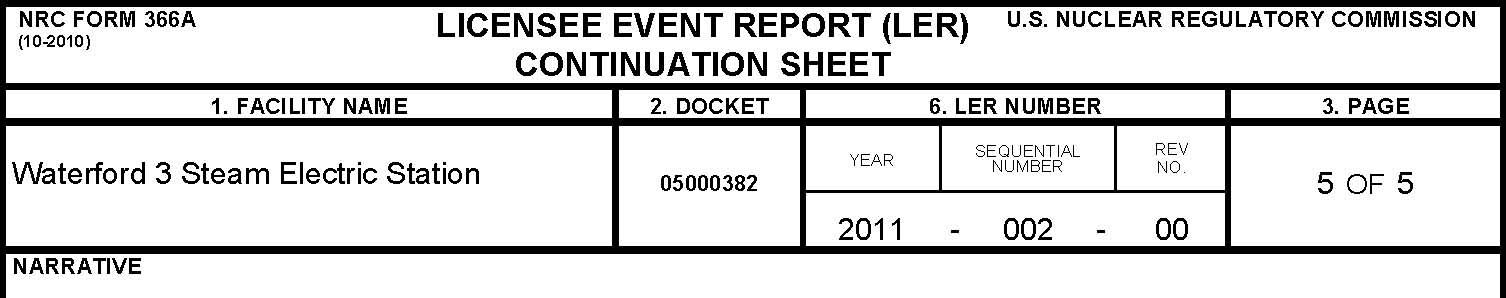 NRC FORM 366A
(10-2010)
LICENSEE EVENT REPORT (LER)
CONTINUATION SHEET
U.S. NUCLEAR REGULATORY COMMISSION
1. FACILITY NAME
2. DOCKET
6. LER NUMBER
3. PAGE
Waterford 3 Steam Electric Station
05000382
YEAR
SEQUENTIAL
NUMBER
REV
NO.
2011 - 002 - 00
5 OF 5
NARRATIVE